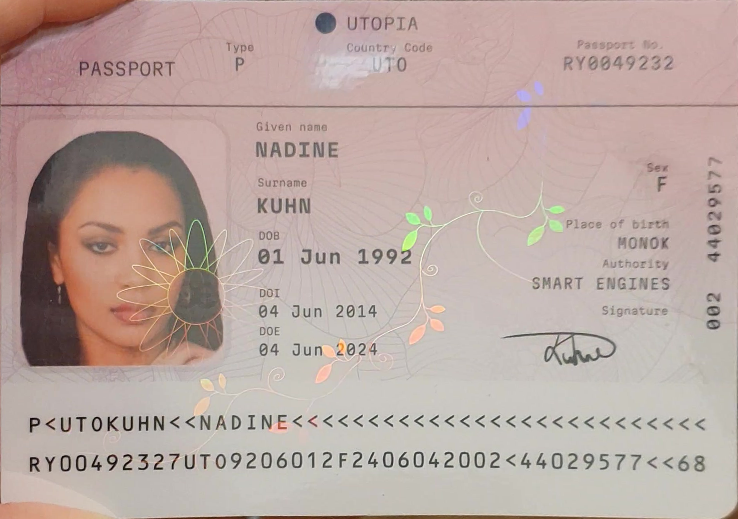 UTOPIA
Type
Country Code
Passport No.
PASSPORT
P
UTO
RY0049232
Given name
NADINE
Surname
KUHN
DOB
01 Jun 1992
DOI
04 Jun 2014
DOE
04 Jun 2024
Sex
F
Place of birth
MONOK
Authority
SMART ENGINES
Signature
Kuhne
002 44029577
P<UTOKUHN<<NADINE<<<<<<<<<<<<<<<<<<<<<<<<<<<
RY00492327UTO9206012F2406042002<44029577<<68